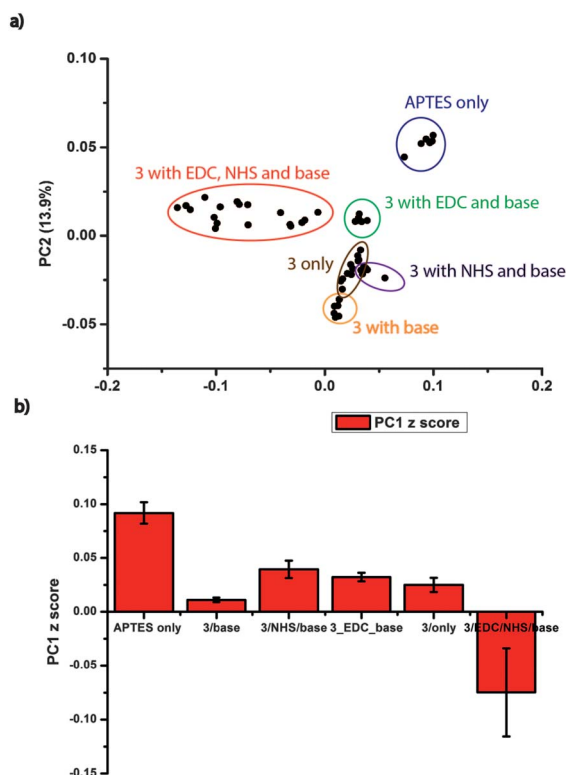 a)
0.10
APTES only
0.05
3 with EDC, NHS and base
3 with EDC and base
PC2 (13.9%)
0.00
3 only
3 with NHS and base
-0.05
3 with base
-0.2
-0.1
0.0
0.1
0.2
b)
PC1 z score
0.15
0.10
0.05
PC1 z score
0.00
APTES only
3/base
3/NHS/base
3_EDC_base
3/only
3/EDC/NHS/base
-0.05
-0.10
-0.15